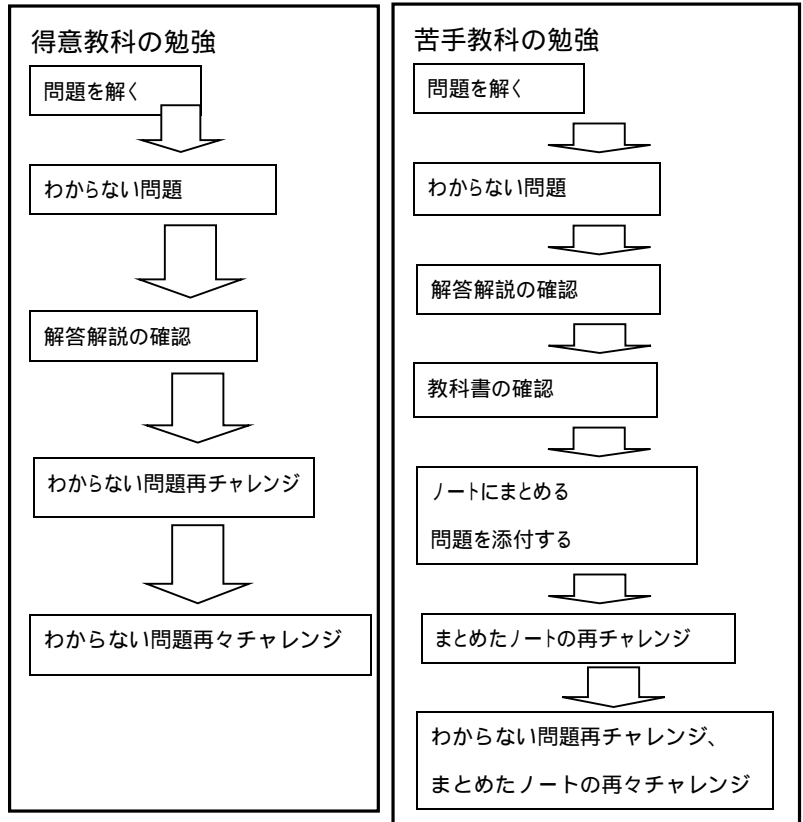 得意教科の勉強
問題を解く
わからない問題
解答解説の確認
わからない問題再チャレンジ
わからない問題再々チャレンジ
苦手教科の勉強
問題を解く
わからない問題
解答解説の確認
教科書の確認
ノートにまとめる
問題を添付する
まとめたノートの再チャレンジ
わからない問題再チャレンジ、
まとめたノートの再々チャレンジ